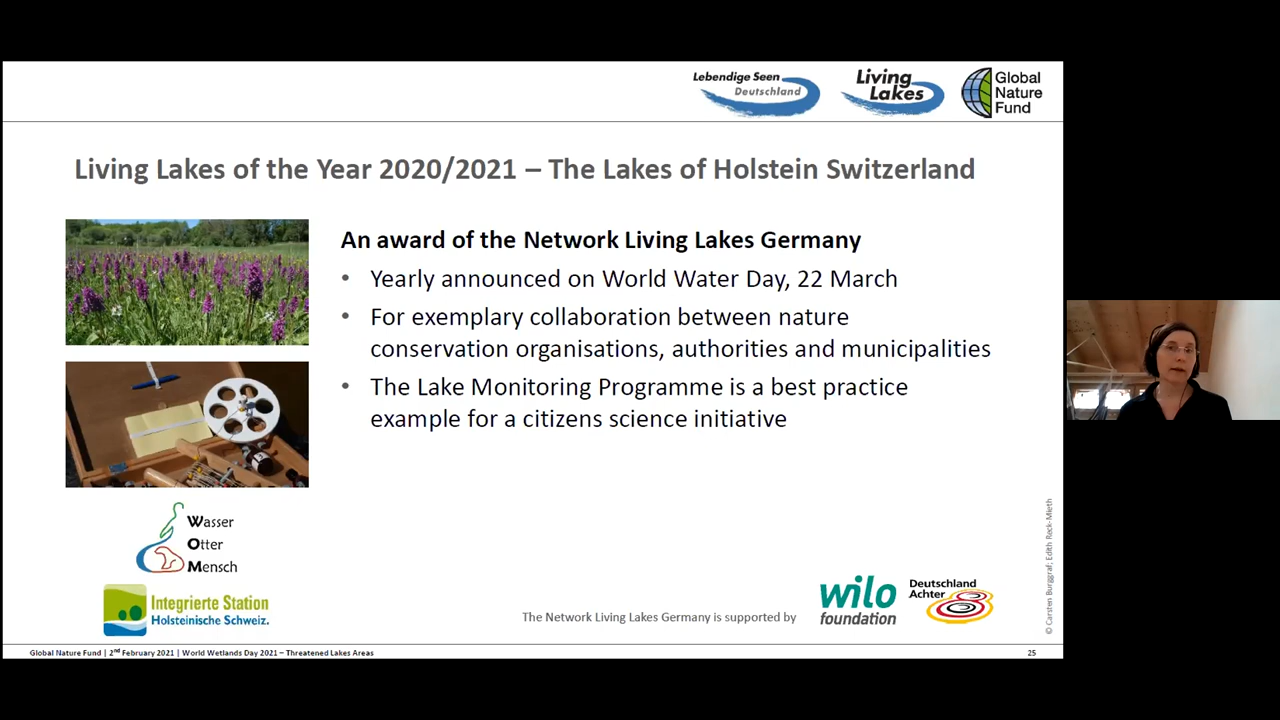 Lebendige Seen
Deutschland
Living
Lakes
Global
Nature
Fund
Living Lakes of the Year 2020/2021 – The Lakes of Holstein Switzerland
An award of the Network Living Lakes Germany
• Yearly announced on World Water Day, 22 March
• For exemplary collaboration between nature
conservation organisations, authorities and municipalities
• The Lake Monitoring Programme is a best practice
example for a citizens science initiative
Wasser
Otter
Mensch
Integrierte Station
Holsteinische Schweiz.
The Network Living Lakes Germany is supported by
wilo
foundation
Deutschland
Achter
© Carsten Burggraf; Edith Reck-Mieth
Global Nature Fund | 2nd February 2021 | World Wetlands Day 2021 – Threatened Lakes Areas
25